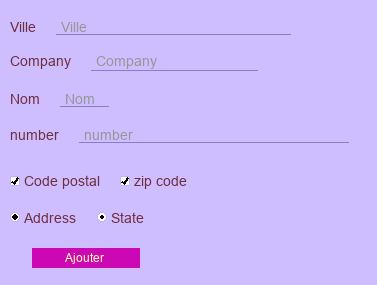 Ville Ville
Company Company
Nom Nom
number number
Code postal zip code
Address State
Ajouter